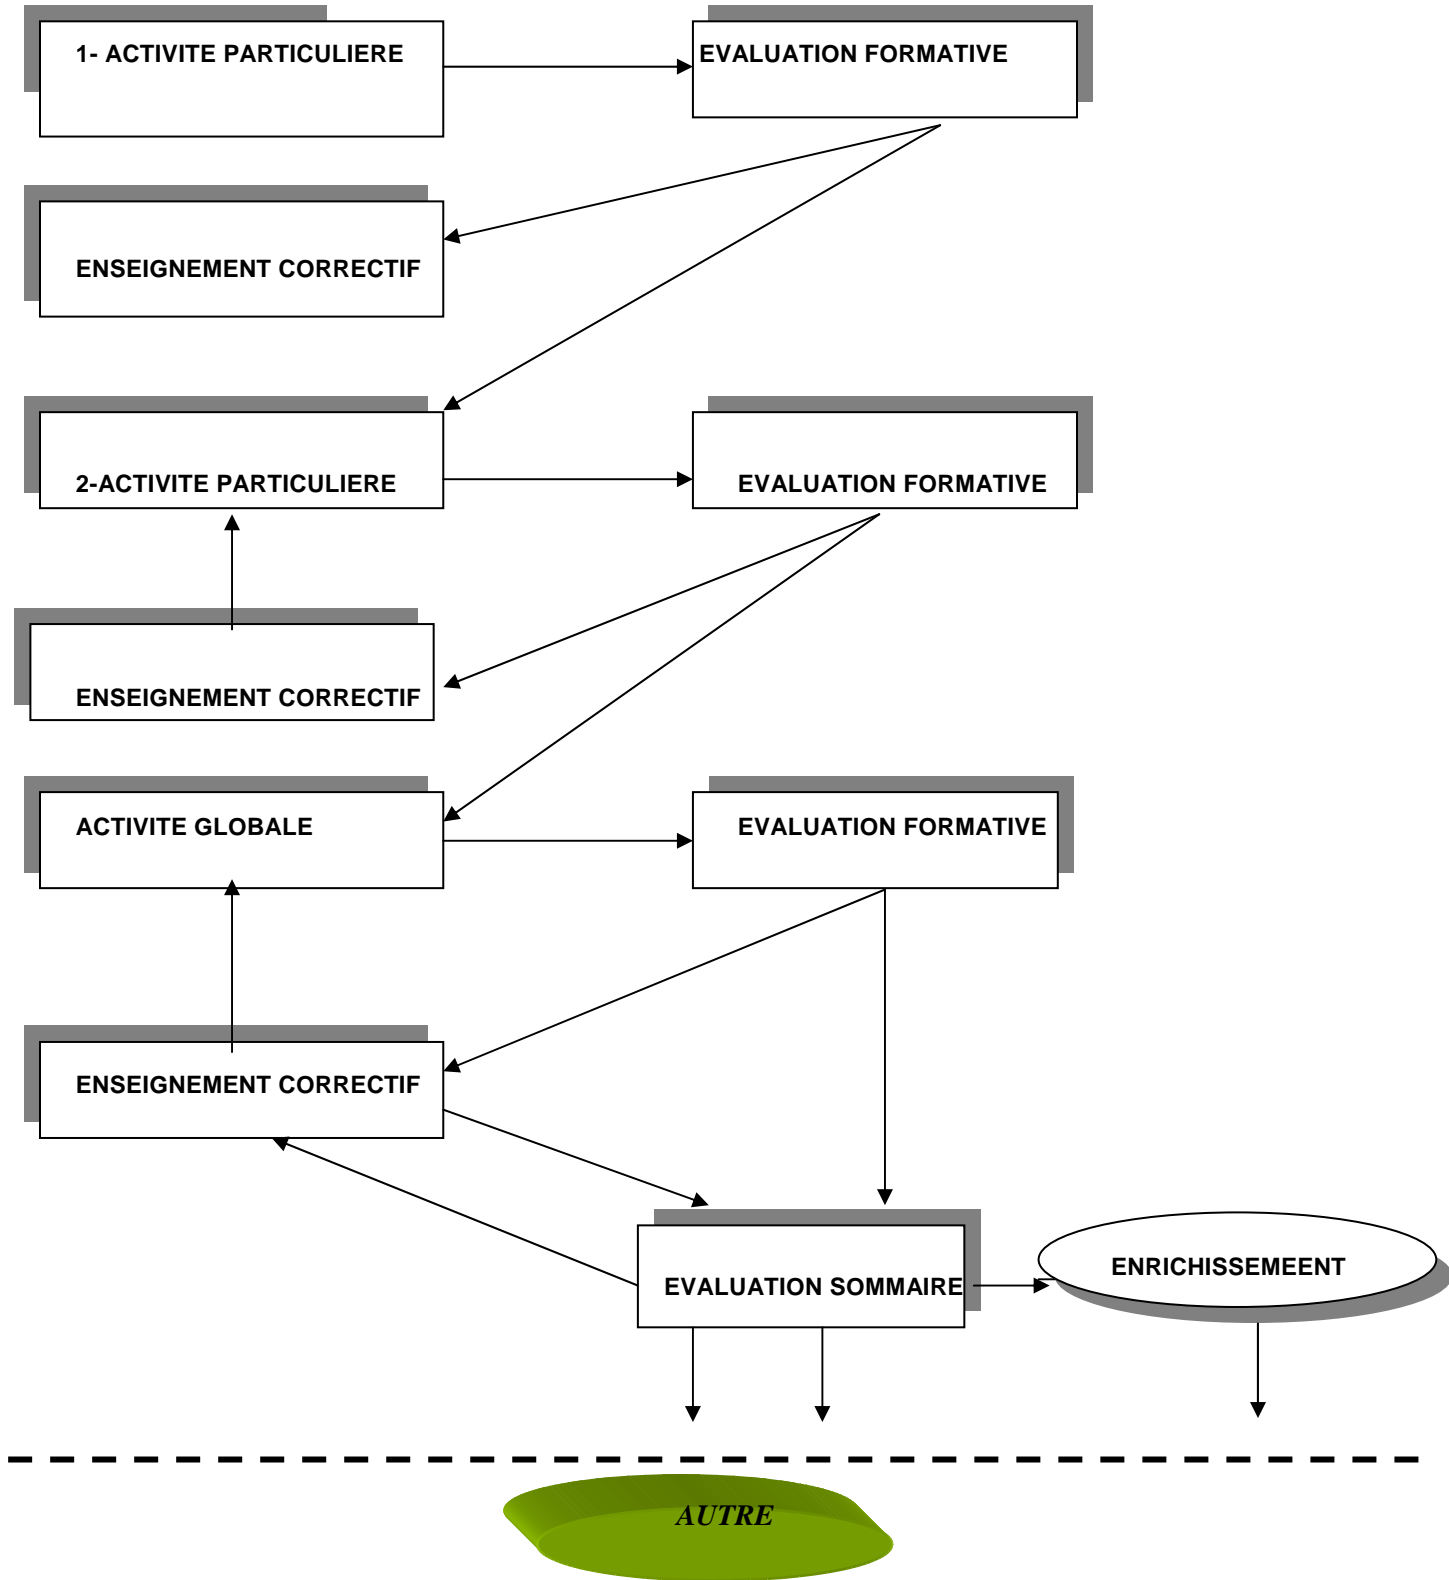 1- ACTIVITE PARTICULIERE
EVALUATION FORMATIVE
ENSEIGNEMENT CORRECTIF
2-ACTIVITE PARTICULIERE
EVALUATION FORMATIVE
ENSEIGNEMENT CORRECTIF
ACTIVITE GLOBALE
EVALUATION FORMATIVE
ENSEIGNEMENT CORRECTIF
EVALUATION SOMMAIRE
ENRICHISSEMEENT
AUTRE